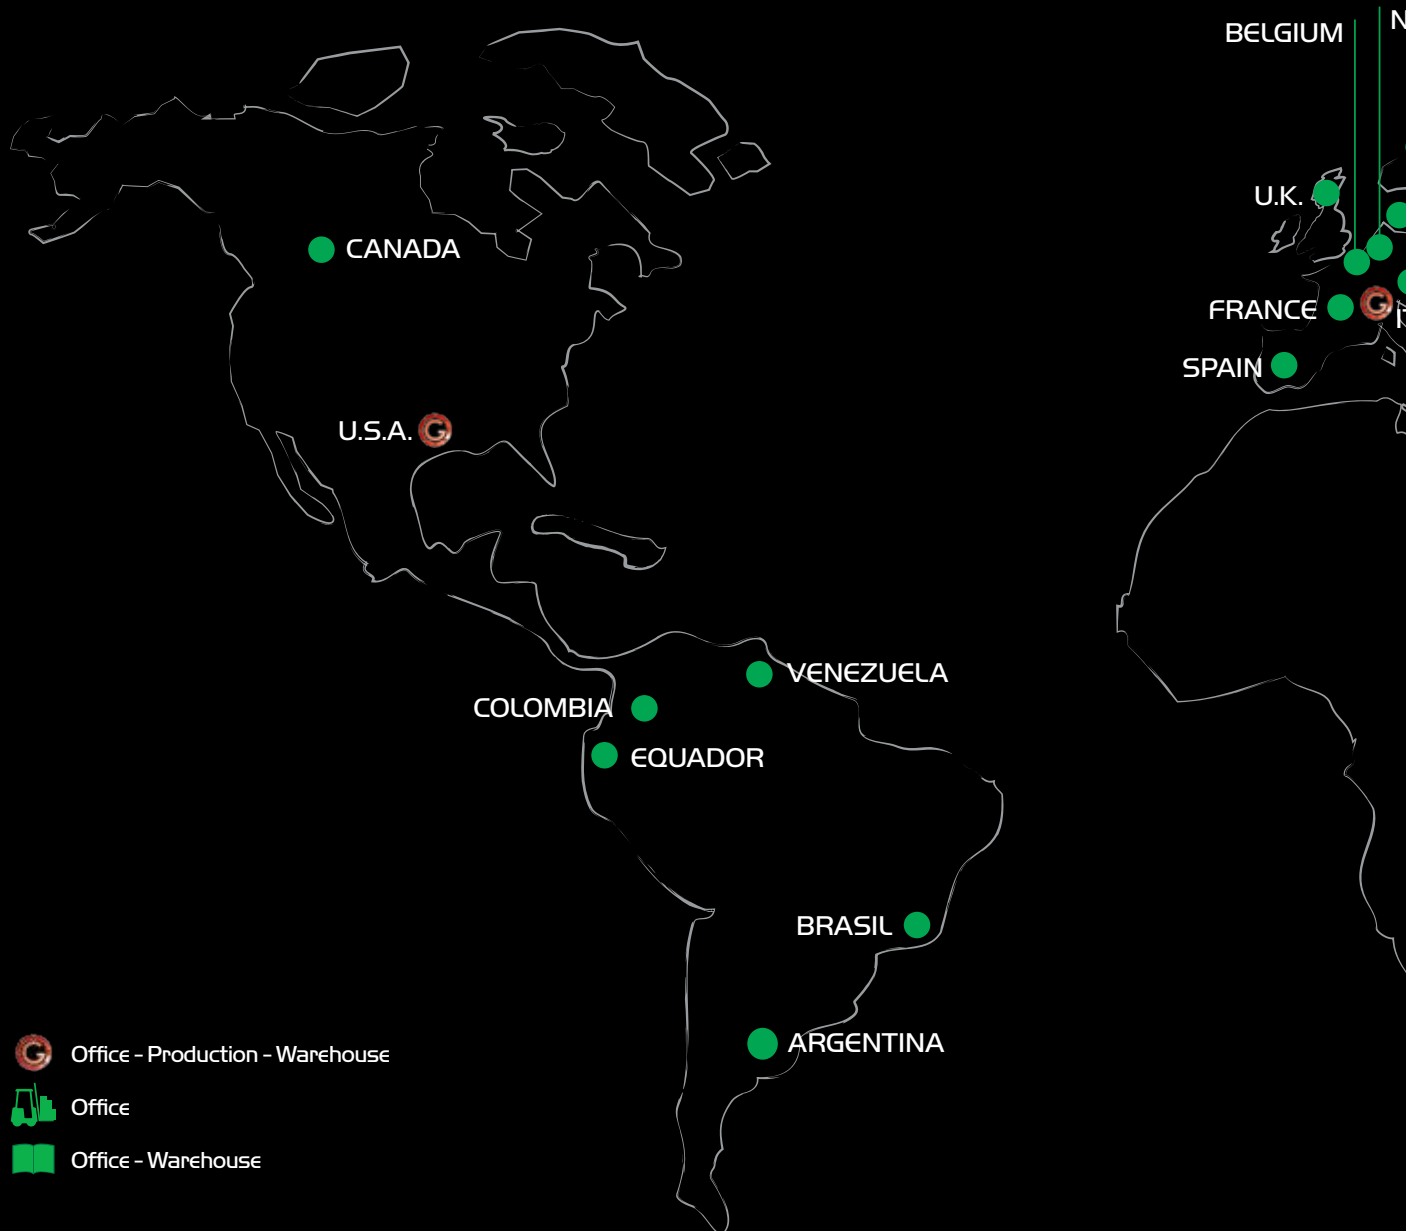 BELGIUM
N
U.K.
CANADA
FRANCE
SPAIN
U.S.A.
G
VENEZUELA
COLOMBIA
EQUADOR
BRASIL
ARGENTINA
G Office - Production - Warehouse
Office
Office - Warehouse